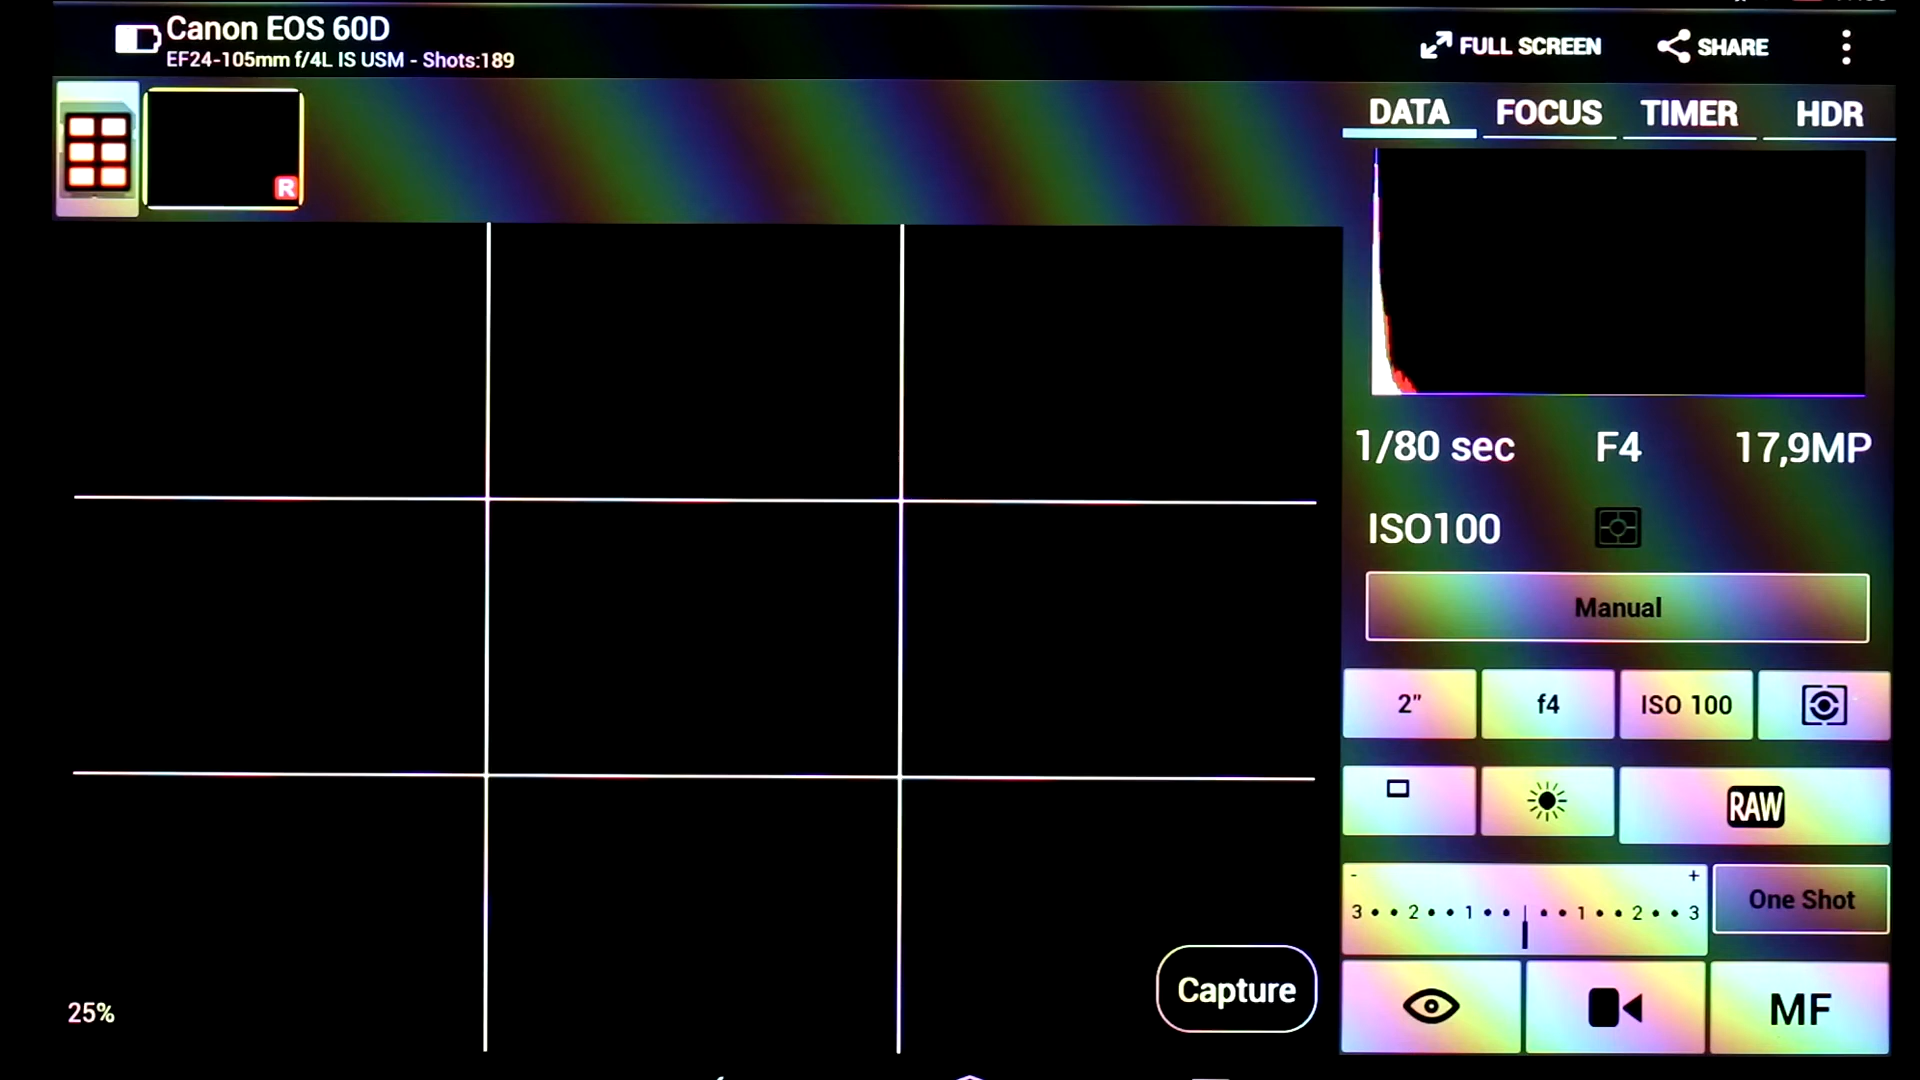 Canon EOS 60D
EF24-105mm f/4L IS USM - Shots:189
FULL SCREEN
SHARE
DATA
FOCUS
TIMER
HDR
R
1/80 sec
F4
17,9MP
ISO100
Manual
2"
f4
ISO 100
RAW
- +
3 • • 2 • • 1 • • | • • 1 • • 2 • • 3
One Shot
Capture
25%
MF